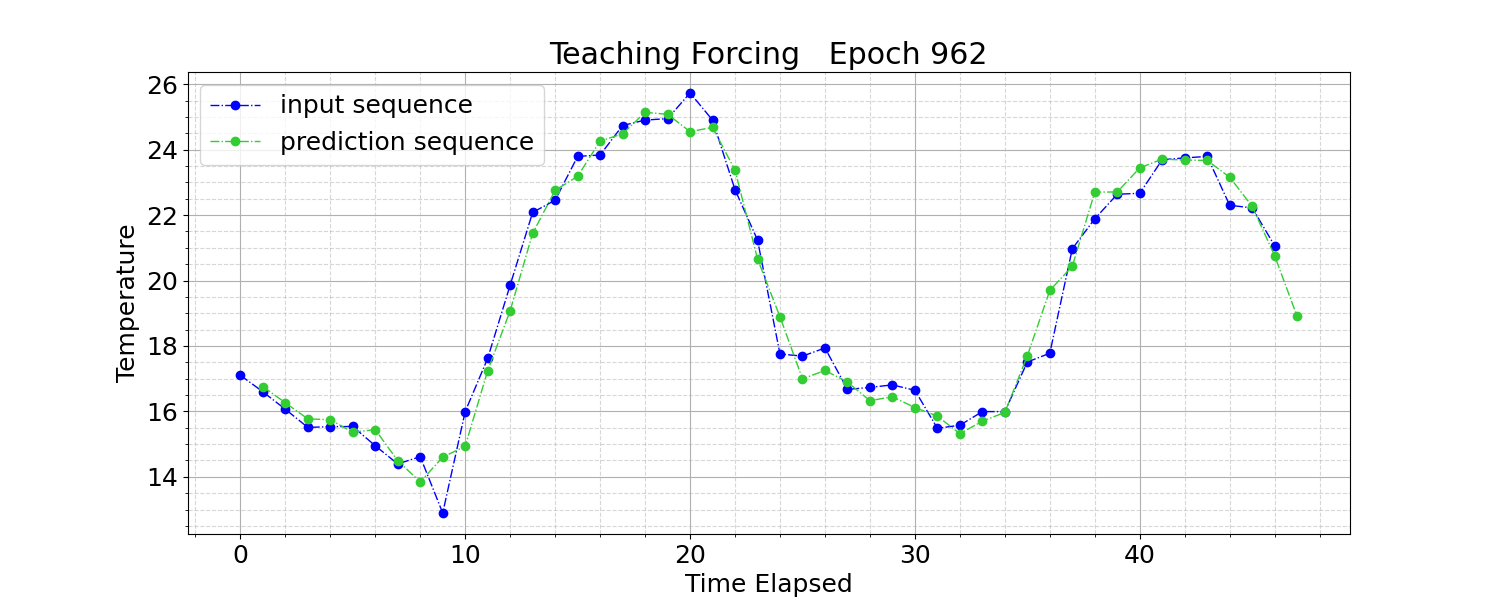 Teaching Forcing   Epoch 962
input sequence
prediction sequence
Temperature
26
24
22
20
18
16
14
0 10 20 30 40
Time Elapsed